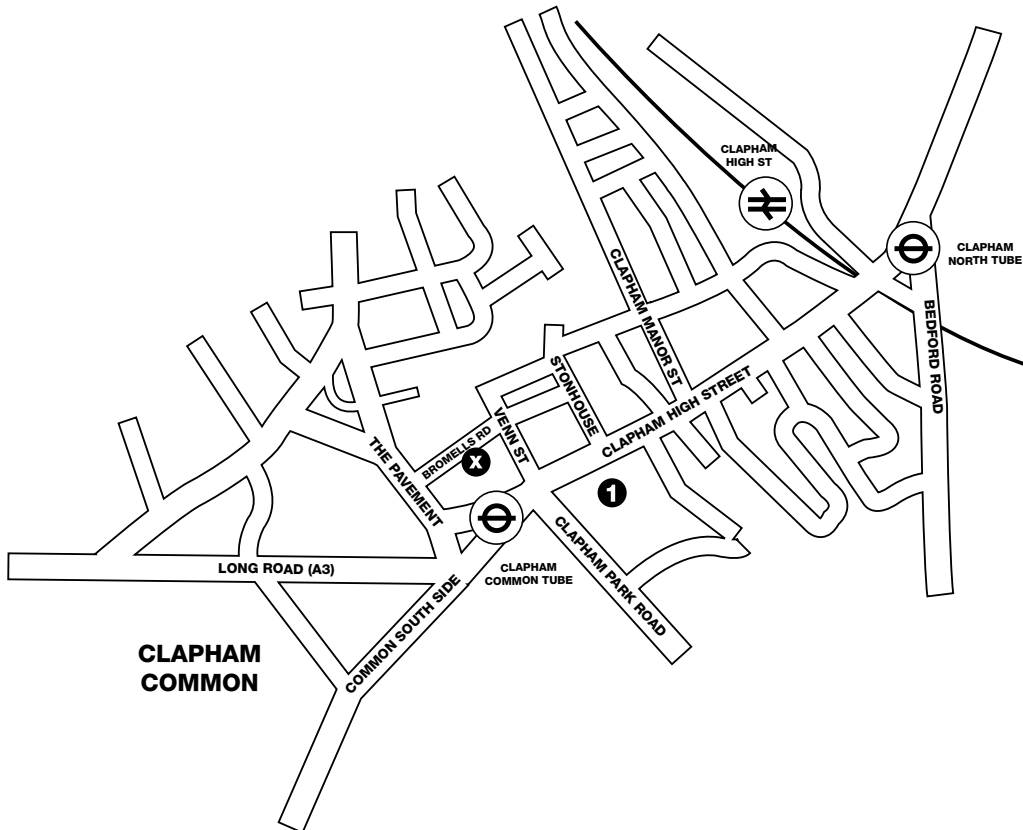 CLAPHAM
HIGH ST
CLAPHAM
NORTH TUBE
CLAPHAM MANOR ST
BEDFORD ROAD
STONHOUSE
CLAPHAM HIGH STREET
VENN ST
BROMELLS RD
THE PAVEMENT
X
1
CLAPHAM PARK ROAD
LONG ROAD (A3)
CLAPHAM
COMMON TUBE
COMMON SOUTH SIDE
CLAPHAM
COMMON